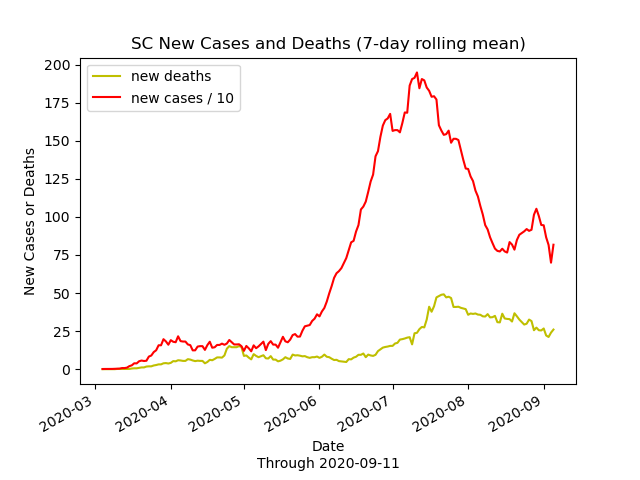 SC New Cases and Deaths (7-day rolling mean)
new deaths
new cases / 10
200
175
150
125
100
75
50
25
0
New Cases or Deaths
2020-03
2020-04
2020-05
2020-06
2020-07
2020-08
2020-09
Date
Through 2020-09-11